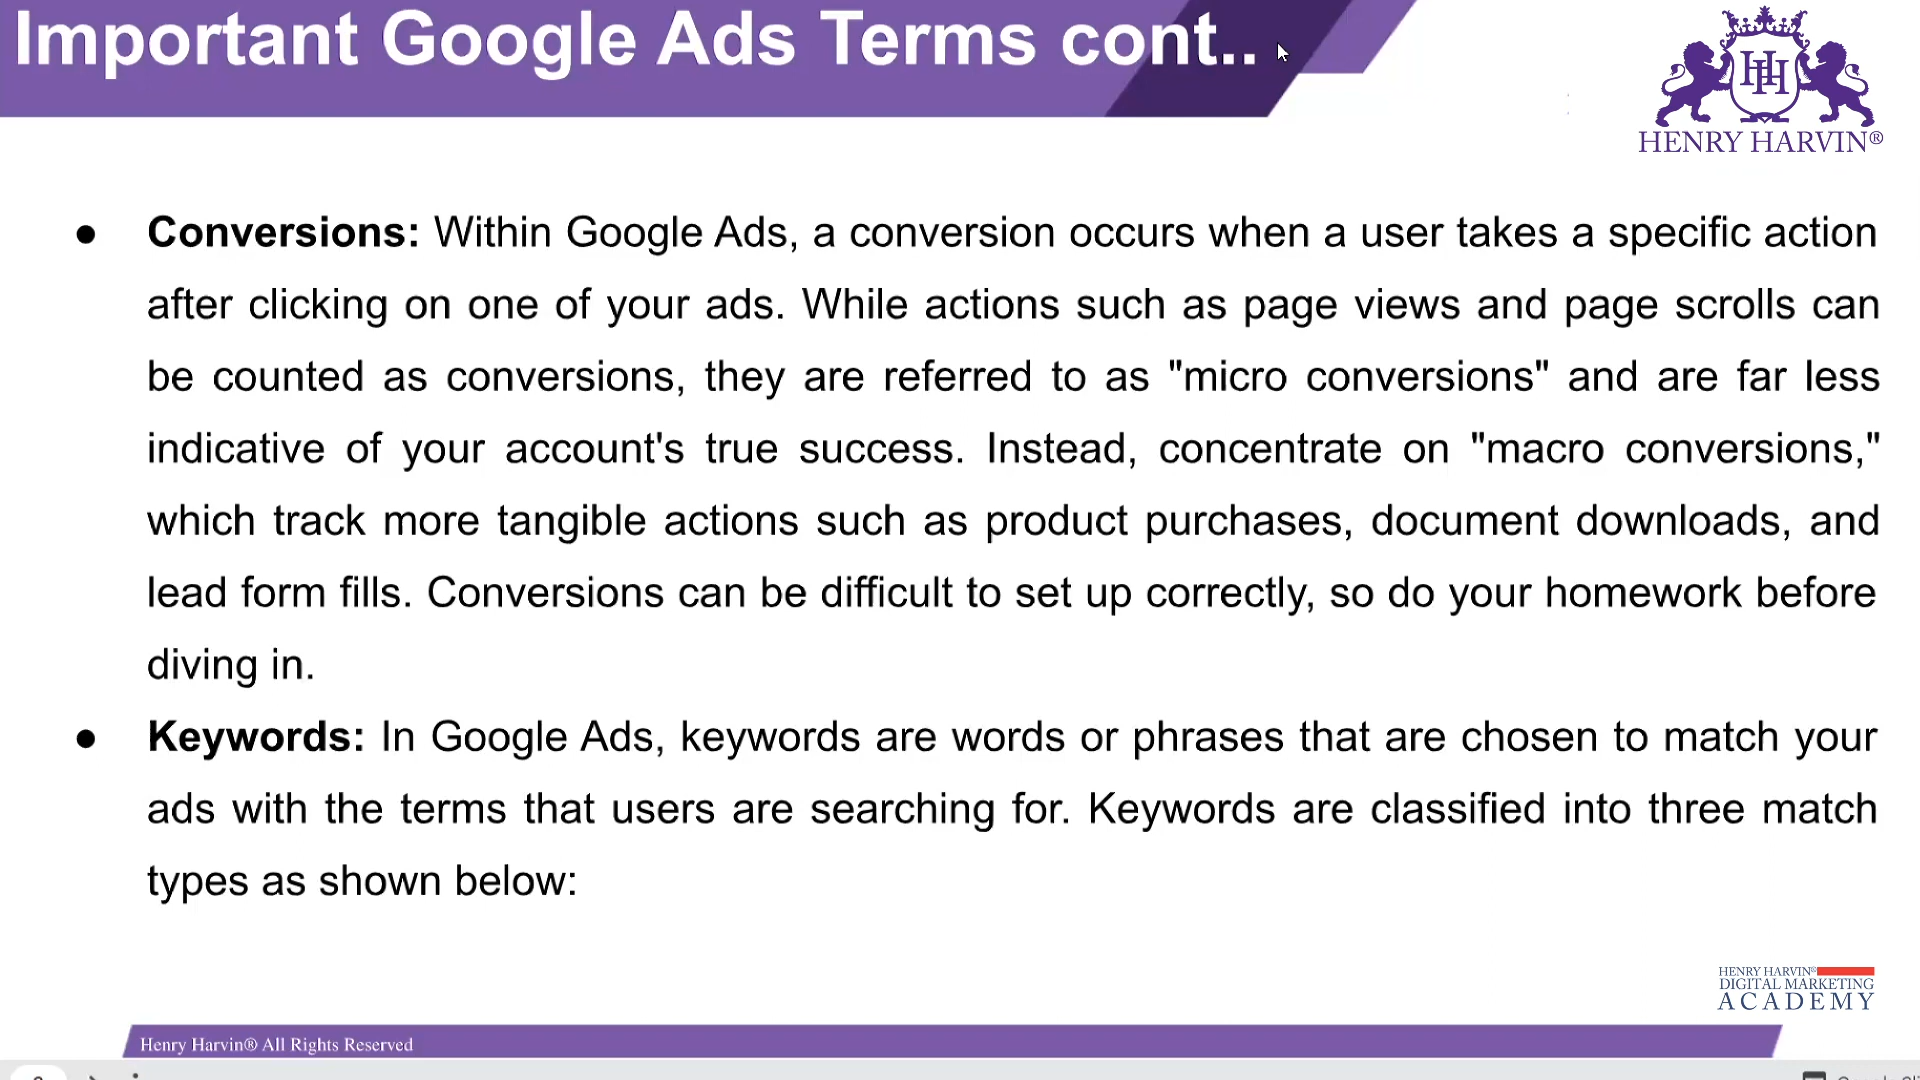 Important Google Ads Terms cont..
HENRY HARVIN®
● Conversions: Within Google Ads, a conversion occurs when a user takes a specific action
after clicking on one of your ads. While actions such as page views and page scrolls can
be counted as conversions, they are referred to as "micro conversions" and are far less
indicative of your account's true success. Instead, concentrate on "macro conversions,"
which track more tangible actions such as product purchases, document downloads, and
lead form fills. Conversions can be difficult to set up correctly, so do your homework before
diving in.
● Keywords: In Google Ads, keywords are words or phrases that are chosen to match your
ads with the terms that users are searching for. Keywords are classified into three match
types as shown below:
HENRY HARVIN®
DIGITAL MARKETING
ACADEMY
Henry Harvin® All Rights Reserved